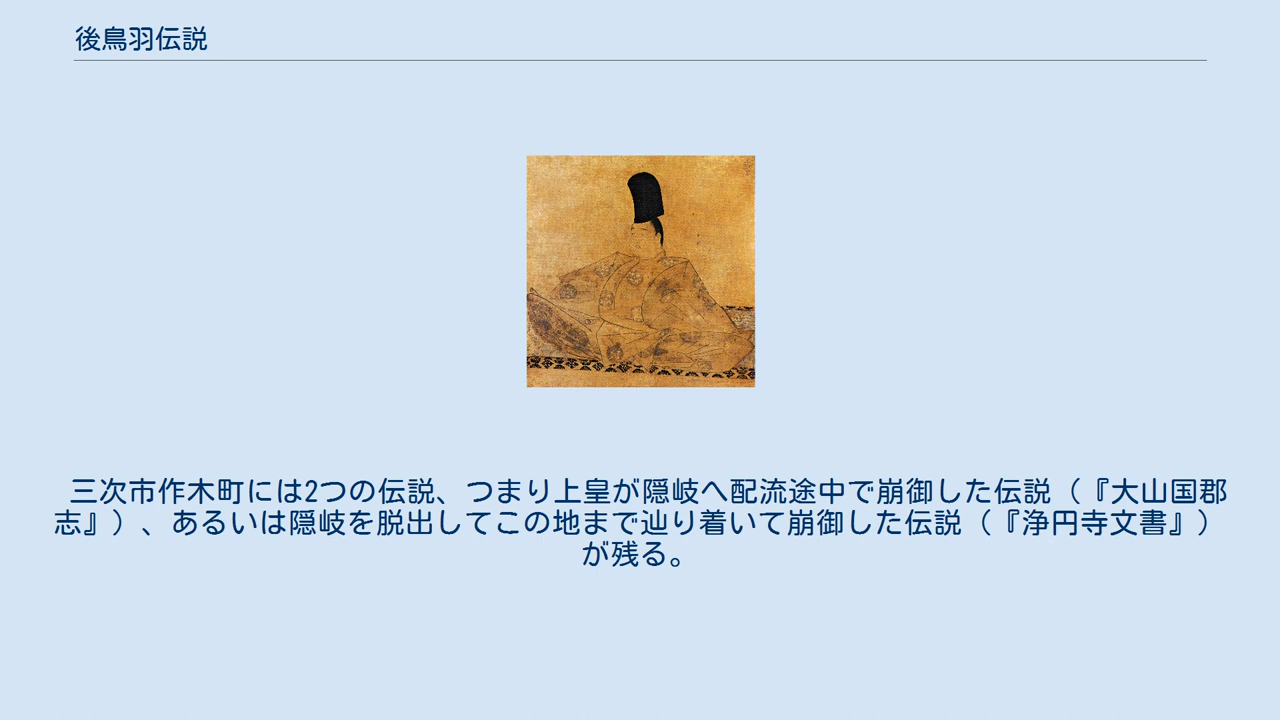 後鳥羽伝説
三次市作木町には2つの伝説、つまり上皇が隠岐へ配流途中で崩御した伝説（『大山国郡
志』）、あるいは隠岐を脱出してこの地まで辿り着いて崩御した伝説（『浄円寺文書』）
が残る。